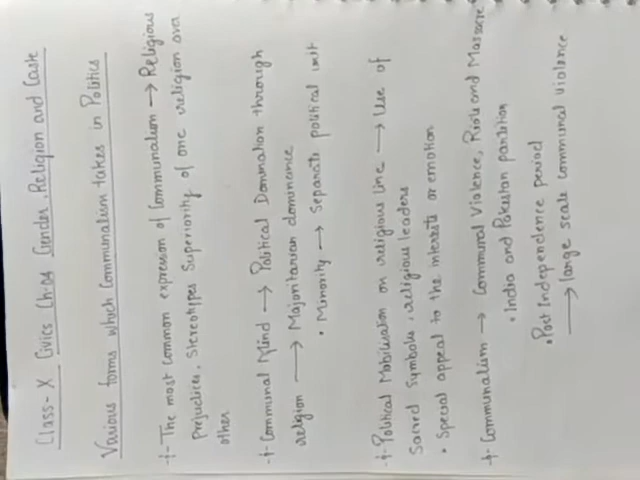 Class-X Civics Ch-04 Gender, Religion and Caste
Various forms which Communalism takes in Politics
-|- The most common expression of Communalism → Religious
Prejudices, Stereotypes Superiority of one religion over
other
-|- Communal Mind → Political Domination through
religion → Majoritarian dominance
• Minority → Separate political unit
-|- Political Mobilisation on religious line → Use of
Sacred Symbols, religious leaders
• Special appeal to the interests or emotion
-|- Communalism → Communal Violence, Riots and Massacre
• India and Pakistan partition
• Post Independence period
→ large scale communal violence